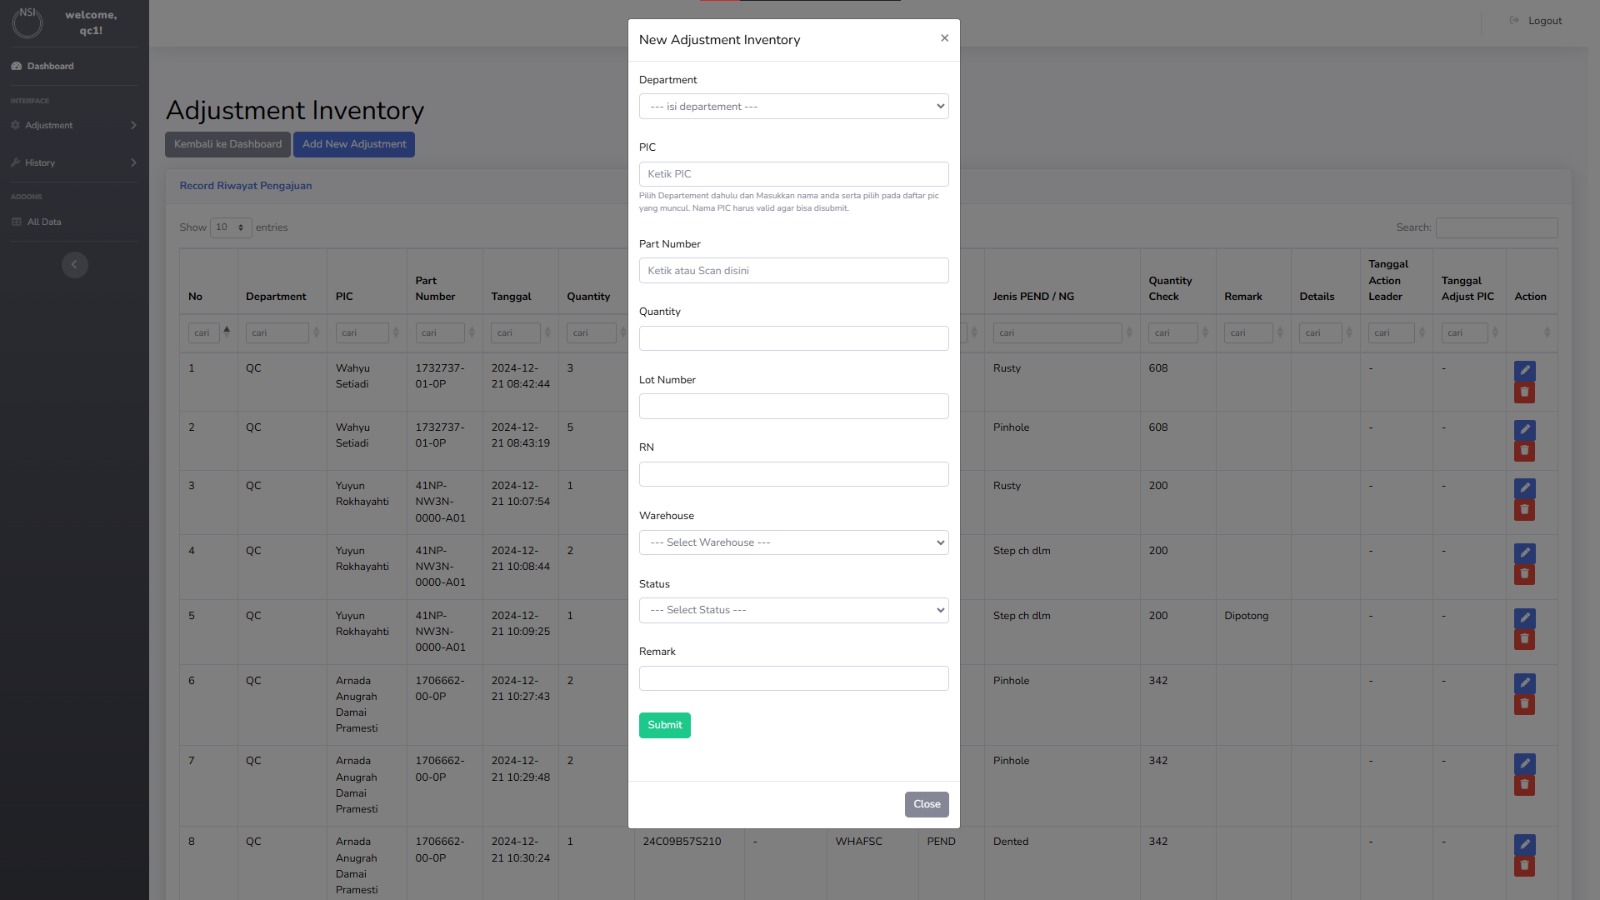 NSI
welcome,
qc1!
Dashboard
INTERFACE
Adjustment
History
ADDONS
All Data
Logout
Adjustment Inventory
Kembali ke Dashboard
Add New Adjustment
Record Riwayat Pengajuan
Show 10 entries
Search:
No Department PIC Part Number Tanggal Quantity Jenis PEND / NG Quantity Check Remark Details Tanggal Action Leader Tanggal Adjust PIC Action
cari cari cari cari cari cari cari cari cari cari cari cari
1 QC Wahyu Setiadi 1732737-01-0P 2024-12-21 08:42:44 3 Rusty 608 - -
2 QC Wahyu Setiadi 1732737-01-0P 2024-12-21 08:43:19 5 Pinhole 608 - -
3 QC Yuyun Rokhayahti 41NP-NW3N-0000-A01 2024-12-21 10:07:54 1 Rusty 200 - -
4 QC Yuyun Rokhayahti 41NP-NW3N-0000-A01 2024-12-21 10:08:44 2 Step ch dlm 200 - -
5 QC Yuyun Rokhayahti 41NP-NW3N-0000-A01 2024-12-21 10:09:25 1 Step ch dlm 200 Dipotong - -
6 QC Arnada Anugrah Damai Pramesti 1706662-00-0P 2024-12-21 10:27:43 2 Pinhole 342 - -
7 QC Arnada Anugrah Damai Pramesti 1706662-00-0P 2024-12-21 10:29:48 2 Pinhole 342 - -
8 QC Arnada Anugrah Damai Pramesti 1706662-00-0P 2024-12-21 10:30:24 1 24C09B57S210 - WHAFSC PEND Dented 342 - -
New Adjustment Inventory
×
Department
--- isi departement ---
PIC
Ketik PIC
Pilih Departement dahulu dan Masukkan nama anda serta pilih pada daftar pic
yang muncul. Nama PIC harus valid agar bisa disubmit.
Part Number
Ketik atau Scan disini
Quantity
Lot Number
RN
Warehouse
--- Select Warehouse ---
Status
--- Select Status ---
Remark
Submit
Close